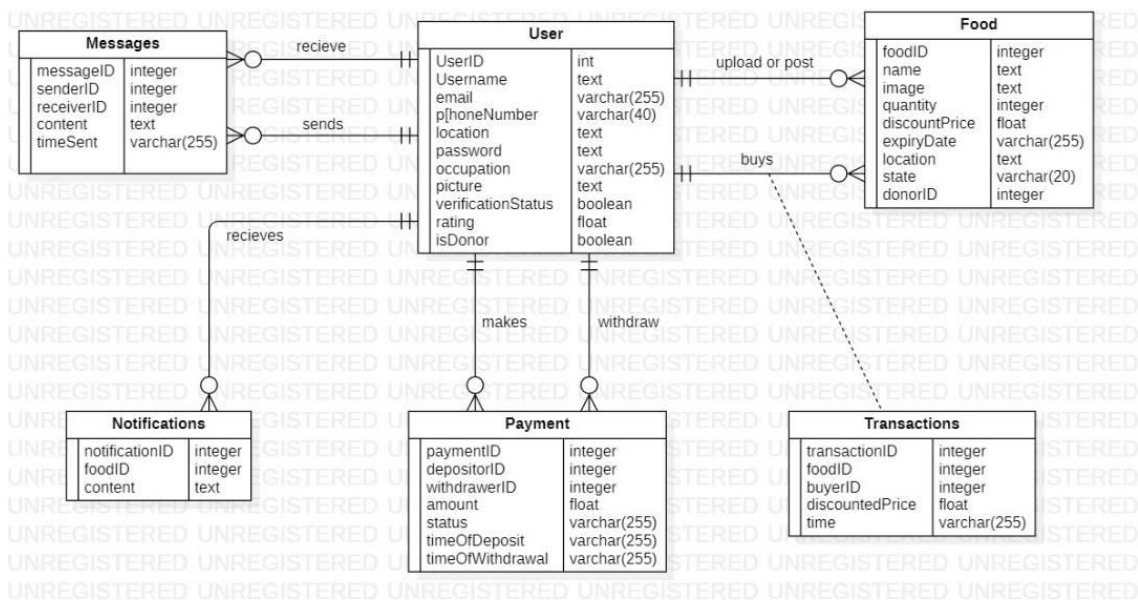 Messages
messageID integer
senderID integer
receiverID integer
content text
timeSent varchar(255)
recieve
sends
User
UserID int
Username text
email varchar(255)
p[honeNumber varchar(40)
location text
password text
occupation varchar(255)
picture text
verificationStatus boolean
rating float
isDonor boolean
upload or post
buys
Food
foodID integer
name text
image text
quantity integer
discountPrice float
expiryDate varchar(255)
location text
state varchar(20)
donorID integer
recieves
makes
withdraw
Notifications
notificationID integer
foodID integer
content text
Payment
paymentID integer
depositorID integer
withdrawerID integer
amount float
status varchar(255)
timeOfDeposit varchar(255)
timeOfWithdrawal varchar(255)
Transactions
transactionID integer
foodID integer
buyerID integer
discountedPrice float
time varchar(255)
UNREGISTERED